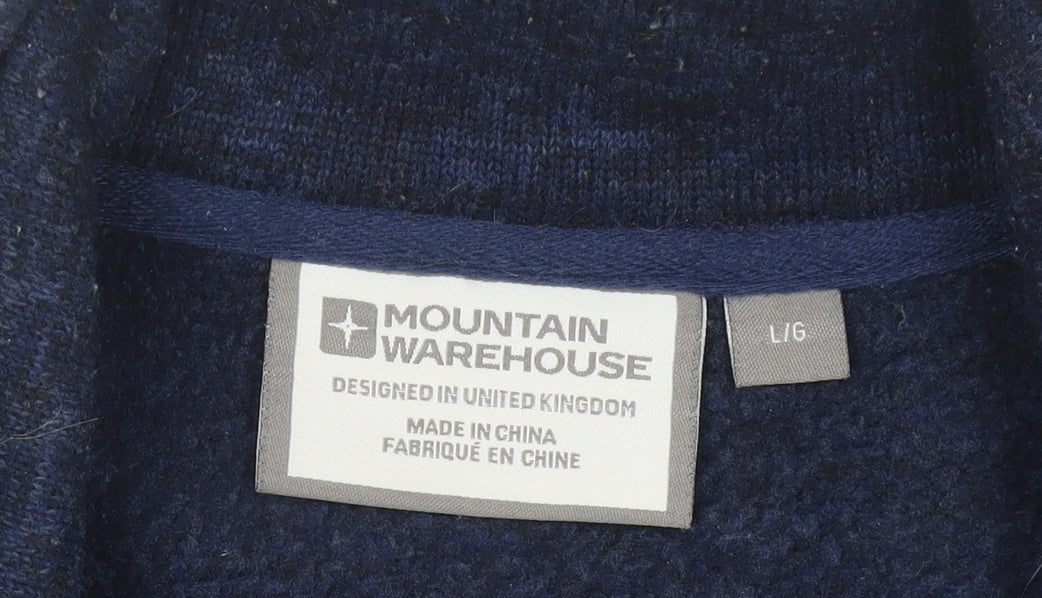 MOUNTAIN
WAREHOUSE
DESIGNED IN UNITED KINGDOM
MADE IN CHINA
FABRIQUÉ EN CHINE
L/G